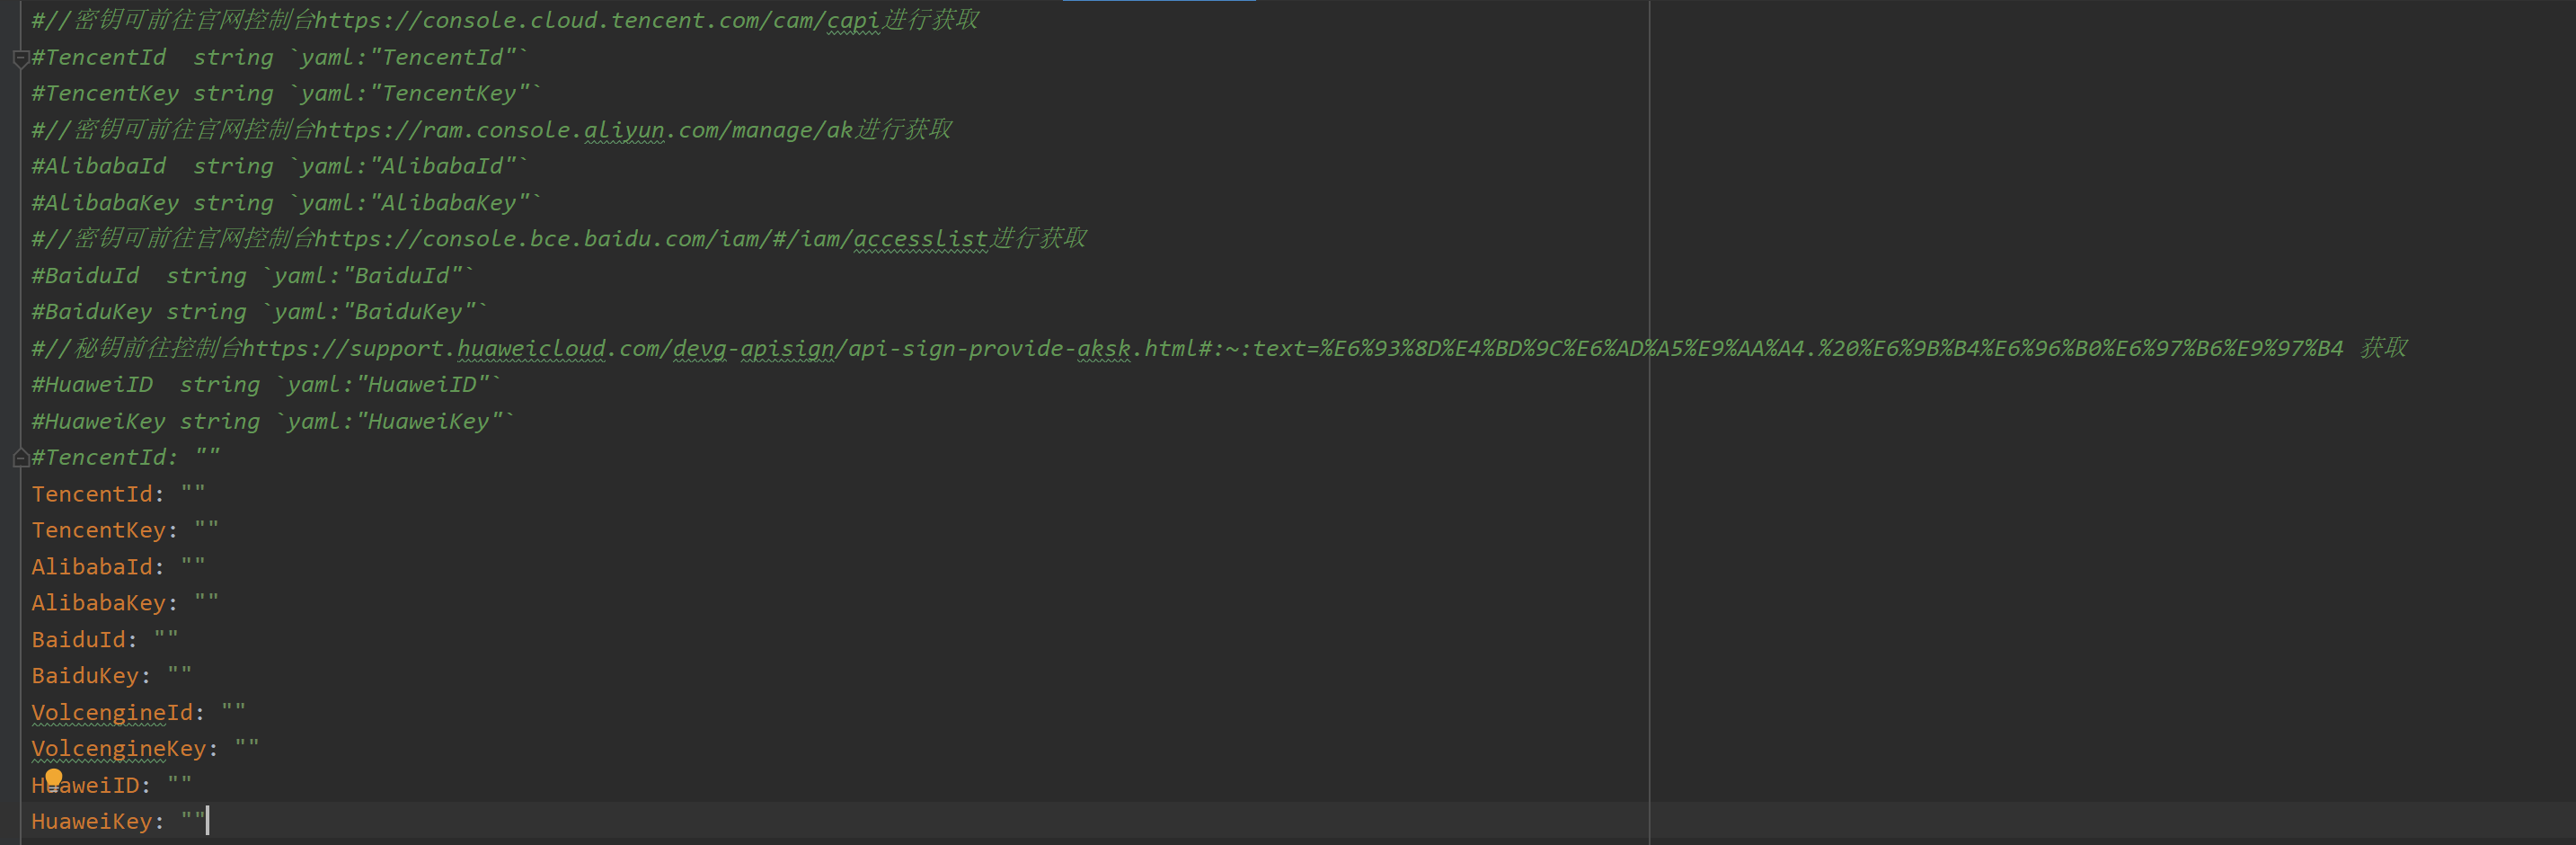 #//密钥可前往官网控制台https://console.cloud.tencent.com/cam/capi进行获取
#TencentId  string `yaml:"TencentId"`
#TencentKey string `yaml:"TencentKey"`
#//密钥可前往官网控制台https://ram.console.aliyun.com/manage/ak进行获取
#AlibabaId  string `yaml:"AlibabaId"`
#AlibabaKey string `yaml:"AlibabaKey"`
#//密钥可前往官网控制台https://console.bce.baidu.com/iam/#/iam/accesslist进行获取
#BaiduId  string `yaml:"BaiduId"`
#BaiduKey string `yaml:"BaiduKey"`
#//秘钥前往控制台https://support.huaweicloud.com/devg-apisign/api-sign-provide-aksk.html#:~:text=%E6%93%8D%E4%BD%9C%E6%AD%A5%E9%AA%A4.%20%E6%9B%B4%E6%96%B0%E6%97%B6%E9%97%B4 获取
#HuaweiID  string `yaml:"HuaweiID"`
#HuaweiKey string `yaml:"HuaweiKey"`
#TencentId: ""
TencentId: ""
TencentKey: ""
AlibabaId: ""
AlibabaKey: ""
BaiduId: ""
BaiduKey: ""
VolcengineId: ""
VolcengineKey: ""
HuaweiID: ""
HuaweiKey: ""